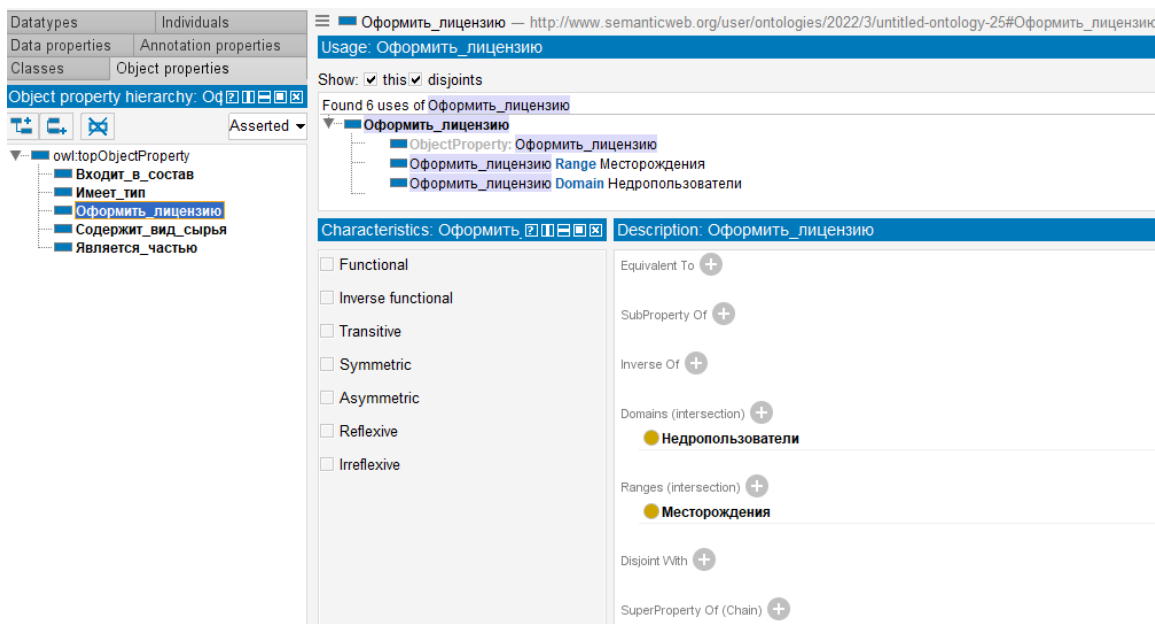 Datatypes Individuals
Data properties Annotation properties
Classes Object properties
Object property hierarchy: Оф
Asserted
owl:topObjectProperty
Входит_в_состав
Имеет_тип
Оформить_лицензию
Содержит_вид_сырья
Является_частью
Оформить_лицензию — http://www.semanticweb.org/user/ontologies/2022/3/untitled-ontology-25#Оформить_лицензию
Usage: Оформить_лицензию
Show: this disjoints
Found 6 uses of Оформить_лицензию
Оформить_лицензию
ObjectProperty: Оформить_лицензию
Оформить_лицензию Range Месторождения
Оформить_лицензию Domain Недропользователи
Characteristics: Оформить_
Functional
Inverse functional
Transitive
Symmetric
Asymmetric
Reflexive
Irreflexive
Description: Оформить_лицензию
Equivalent To
SubProperty Of
Inverse Of
Domains (intersection)
Недропользователи
Ranges (intersection)
Месторождения
Disjoint With
SuperProperty Of (Chain)